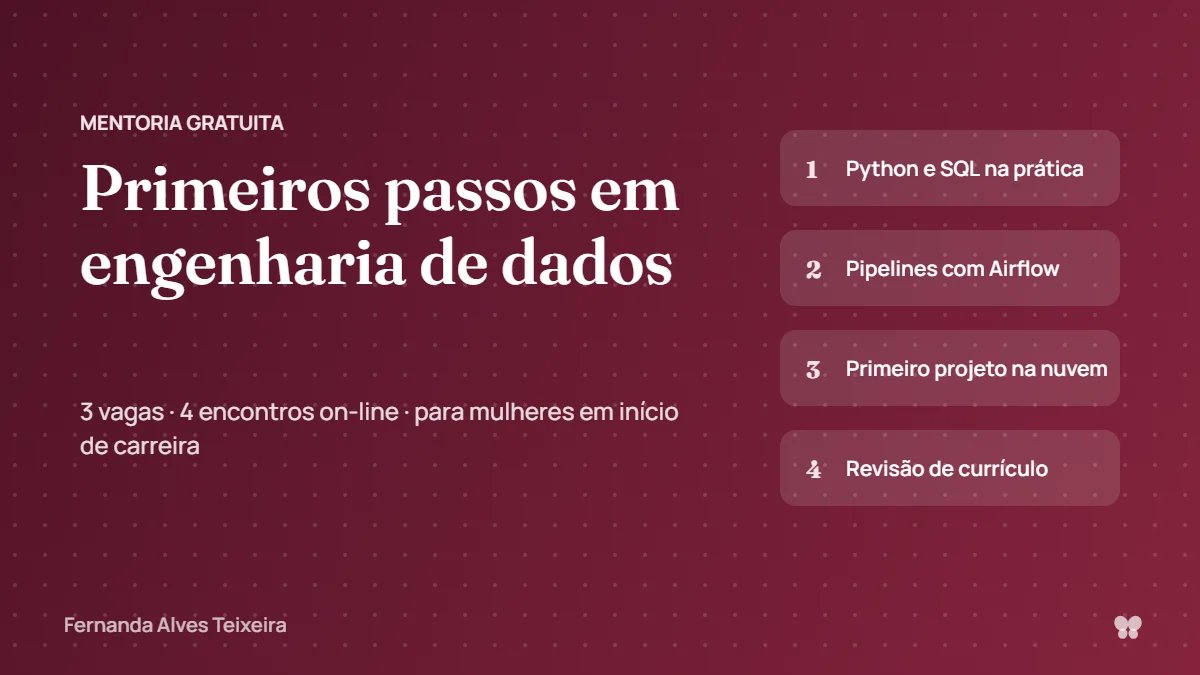 MENTORIA GRATUITA
Primeiros passos em
engenharia de dados
3 vagas · 4 encontros on-line · para mulheres em início
de carreira
1 Python e SQL na prática
2 Pipelines com Airflow
3 Primeiro projeto na nuvem
4 Revisão de currículo
Fernanda Alves Teixeira